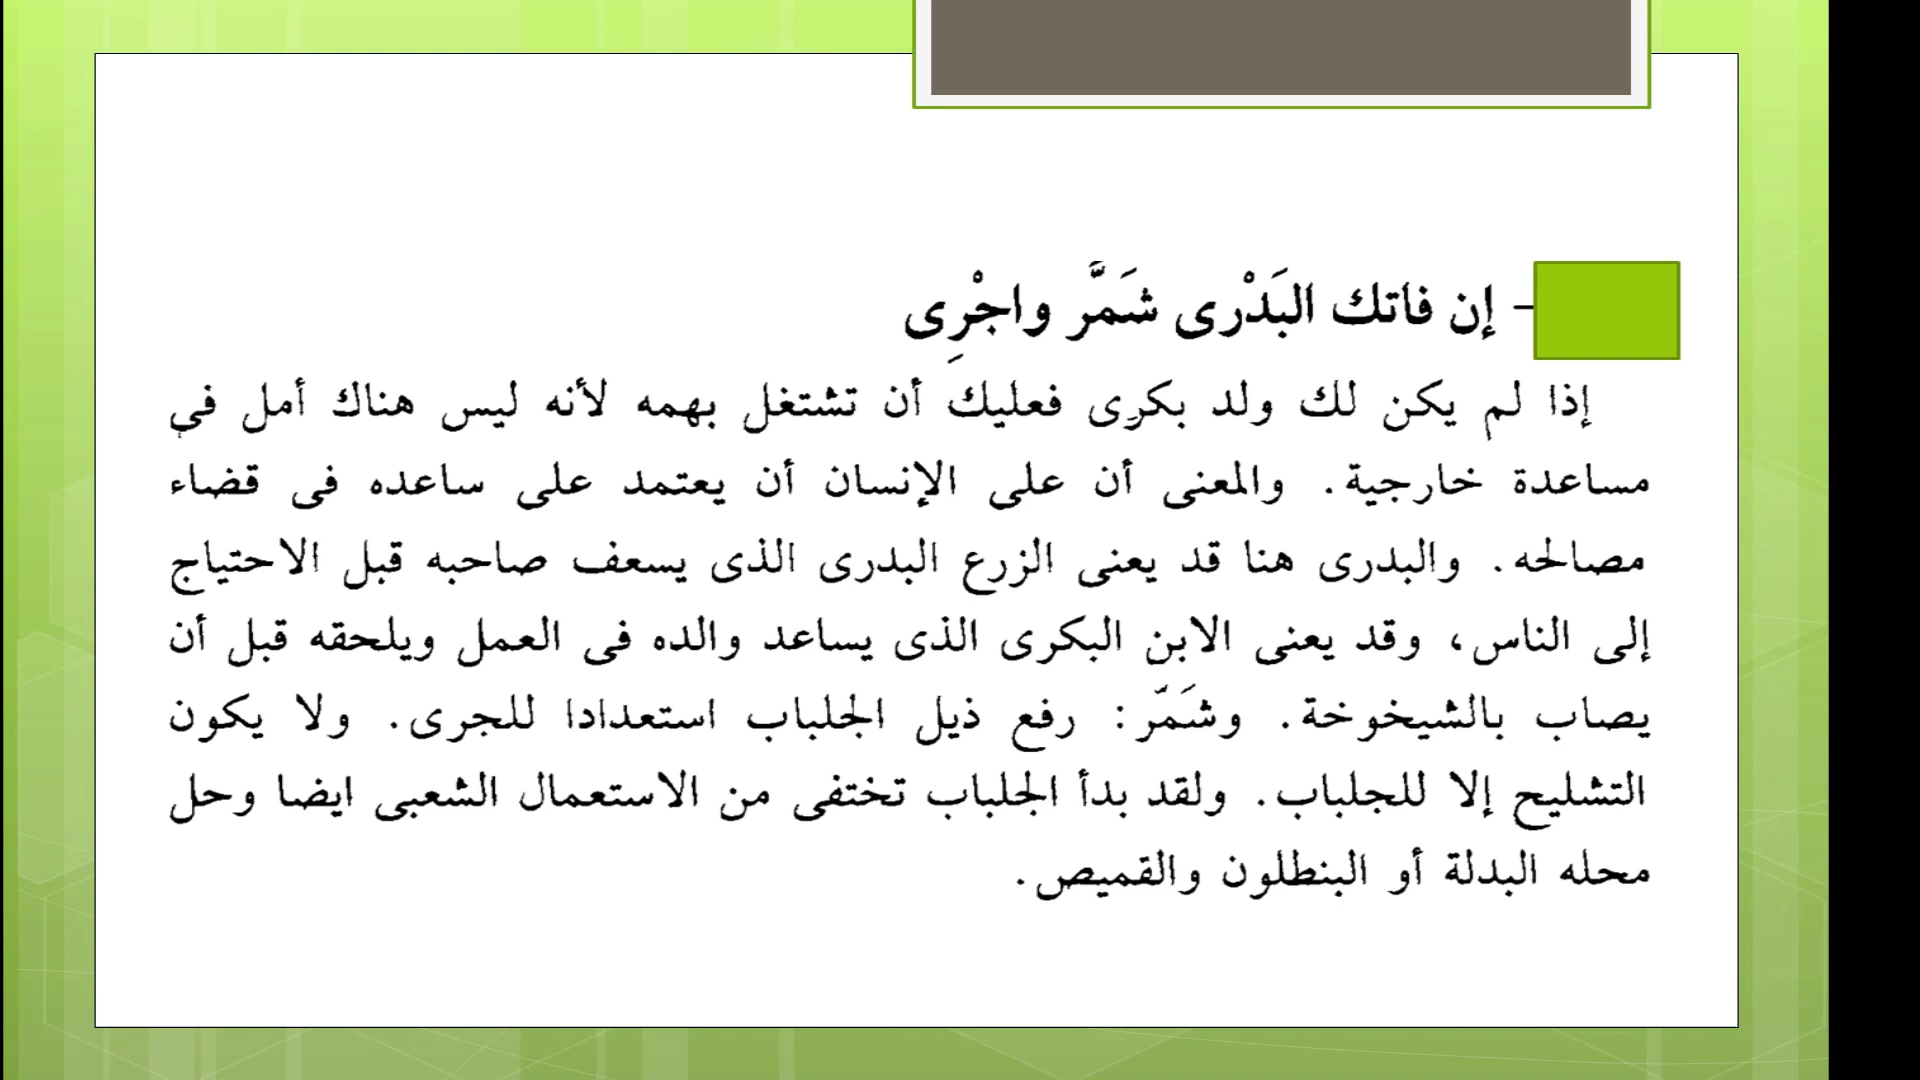 – إن فاتك البَدْرى شَمَّر واجْرِى
إذا لم يكن لك ولد بكرى فعليك أن تشتغل بهمه لأنه ليس هناك أمل في
مساعدة خارجية. والمعنى أن على الإنسان أن يعتمد على ساعده فى قضاء
مصالحه. والبدرى هنا قد يعنى الزرع البدرى الذى يسعف صاحبه قبل الاحتياج
إلى الناس، وقد يعنى الابن البكرى الذى يساعد والده فى العمل ويلحقه قبل أن
يصاب بالشيخوخة. وشَمَّر: رفع ذيل الجلباب استعدادا للجرى. ولا يكون
التشليح إلا للجلباب. ولقد بدأ الجلباب تختفى من الاستعمال الشعبى ايضا وحل
محله البدلة أو البنطلون والقميص.